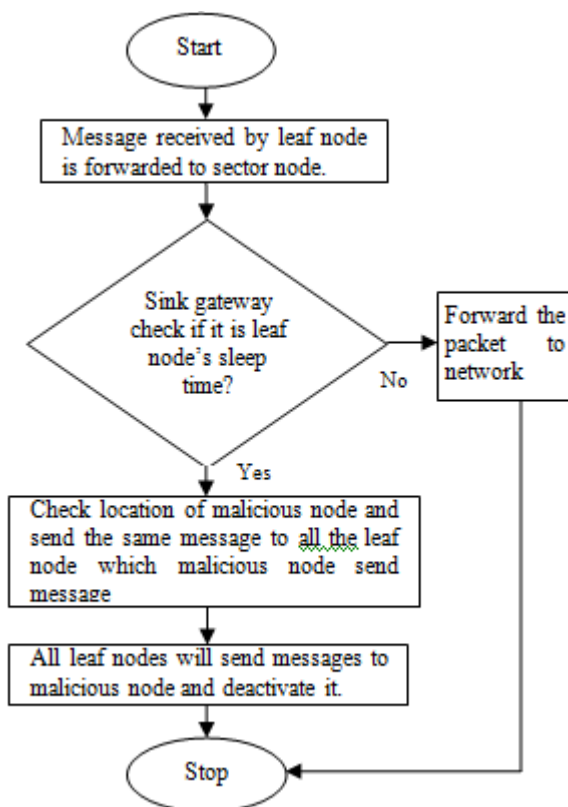 Start
Message received by leaf node
is forwarded to sector node.
Sink gateway
check if it is leaf
node's sleep
time?
No
Forward the
packet to
network
Yes
Check location of malicious node and
send the same message to all the leaf
node which malicious node send
message
All leaf nodes will send messages to
malicious node and deactivate it.
Stop